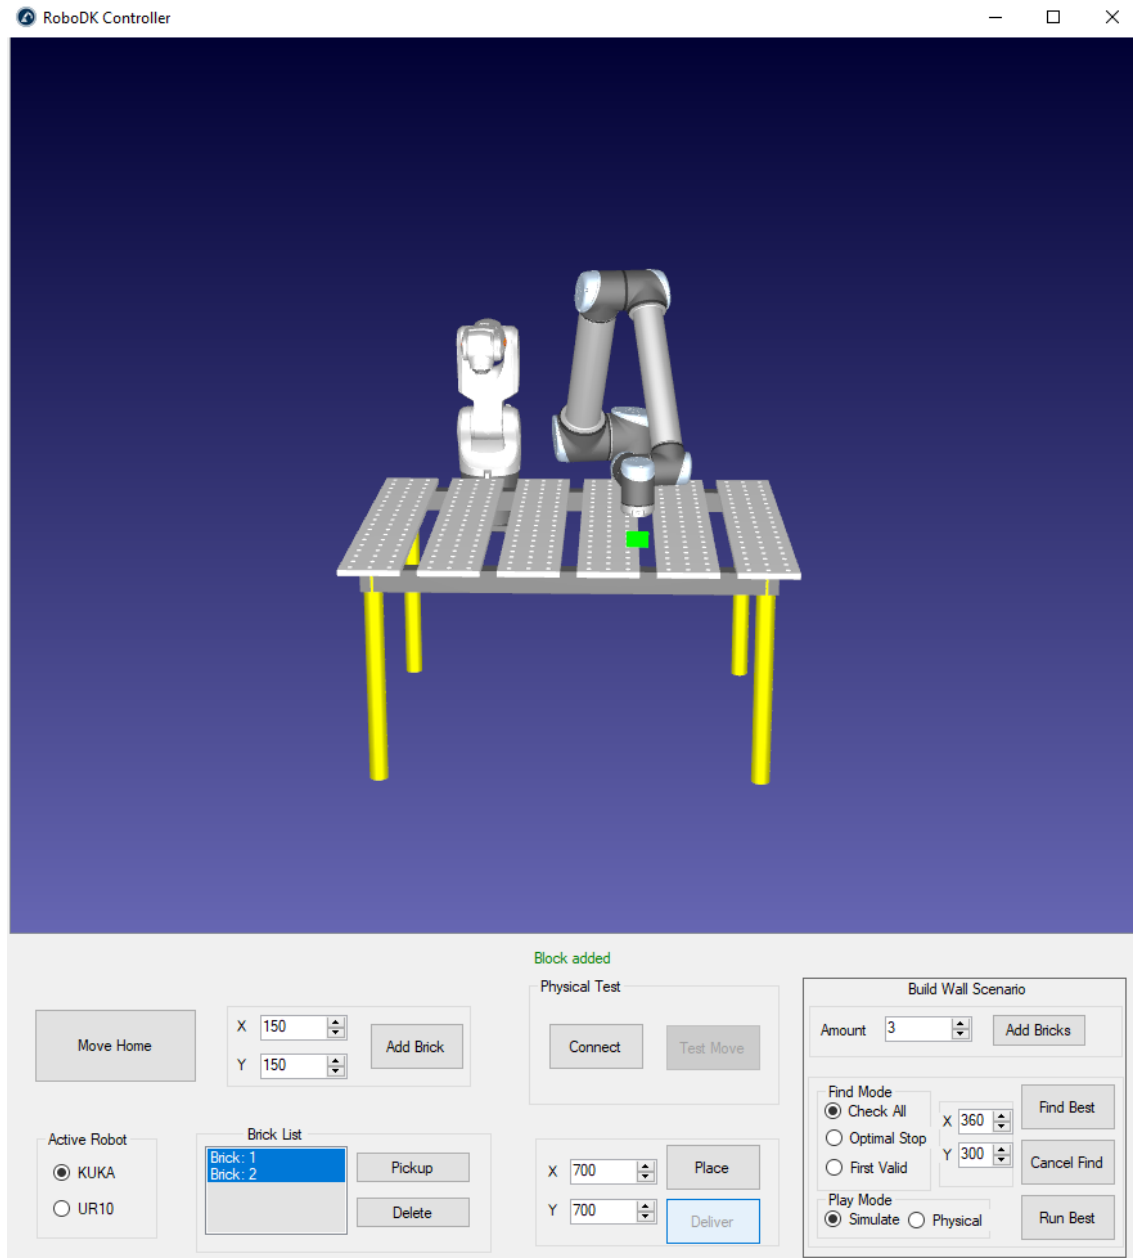 RoboDK Controller
Block added
Move Home
X 150
Y 150
Add Brick
Physical Test
Connect
Test Move
Build Wall Scenario
Amount 3
Add Bricks
Active Robot
KUKA
UR10
Brick List
Brick: 1
Brick: 2
Pickup
Delete
X 700
Y 700
Place
Deliver
Find Mode
Check All
Optimal Stop
First Valid
X 360
Y 300
Find Best
Cancel Find
Play Mode
Simulate
Physical
Run Best